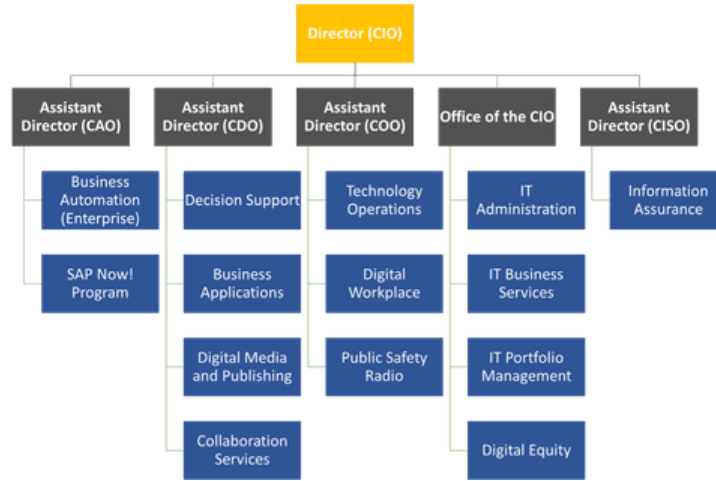 Director (CIO)
Assistant
Director (CAO)
Assistant
Director (CDO)
Assistant
Director (COO)
Office of the CIO
Assistant
Director (CISO)
Business
Automation
(Enterprise)
SAP Now!
Program
Decision Support
Business
Applications
Digital Media
and Publishing
Collaboration
Services
Technology
Operations
Digital
Workplace
Public Safety
Radio
IT
Administration
IT Business
Services
IT Portfolio
Management
Digital Equity
Information
Assurance